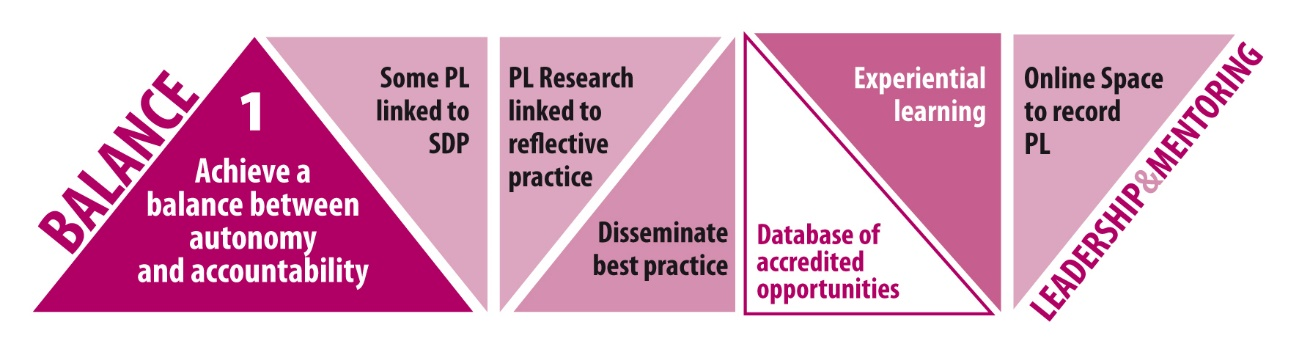 BALANCE
1
Achieve a
balance between
autonomy
and accountability
Some PL
linked to
SDP
PL Research
linked to
reflective
practice
Disseminate
best practice
Database of
accredited
opportunities
Experiential
learning
Online Space
to record
PL
LEADERSHIP&MENTORING